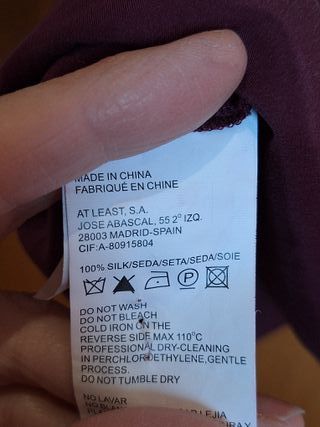 MADE IN CHINA
FABRIQUÉ EN CHINE
AT LEAST, S.A.
JOSE ABASCAL, 55 2º IZQ.
28003 MADRID-SPAIN
CIF:A-80915804
100% SILK/SEDA/SETA/SEDA/SOIE
P
DO NOT WASH
DO NOT BLEACH
COLD IRON ON THE
REVERSE SIDE MAX 110°C
PROFESSIONAL DRY-CLEANING
IN PERCHLOROETHYLENE,GENTLE
PROCESS.
DO NOT TUMBLE DRY
NO LAVAR
LEJIA